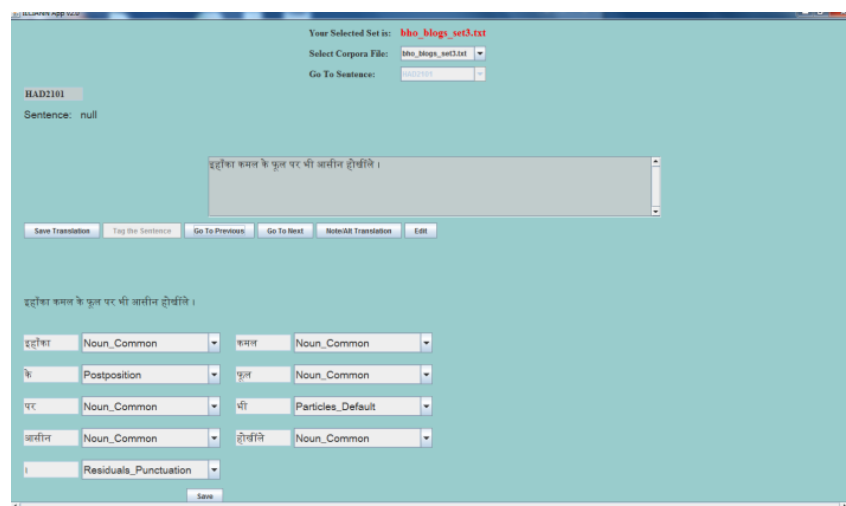 ILCIANN App v2.0
Your Selected Set is: bho_blogs_set3.txt
Select Corpora File: bho_blogs_set3.txt
Go To Sentence: HAD2101
HAD2101
Sentence: null
इहाँका कमल के फूल पर भी आसीन होखींले ।
Save Translation Tag the Sentence Go To Previous Go To Next Note/Alt Translation Edit
इहाँका कमल के फूल पर भी आसीन होखींले ।
इहाँका Noun_Common कमल Noun_Common
के Postposition फूल Noun_Common
पर Noun_Common भी Particles_Default
आसीन Noun_Common होखींले Noun_Common
। Residuals_Punctuation
Save